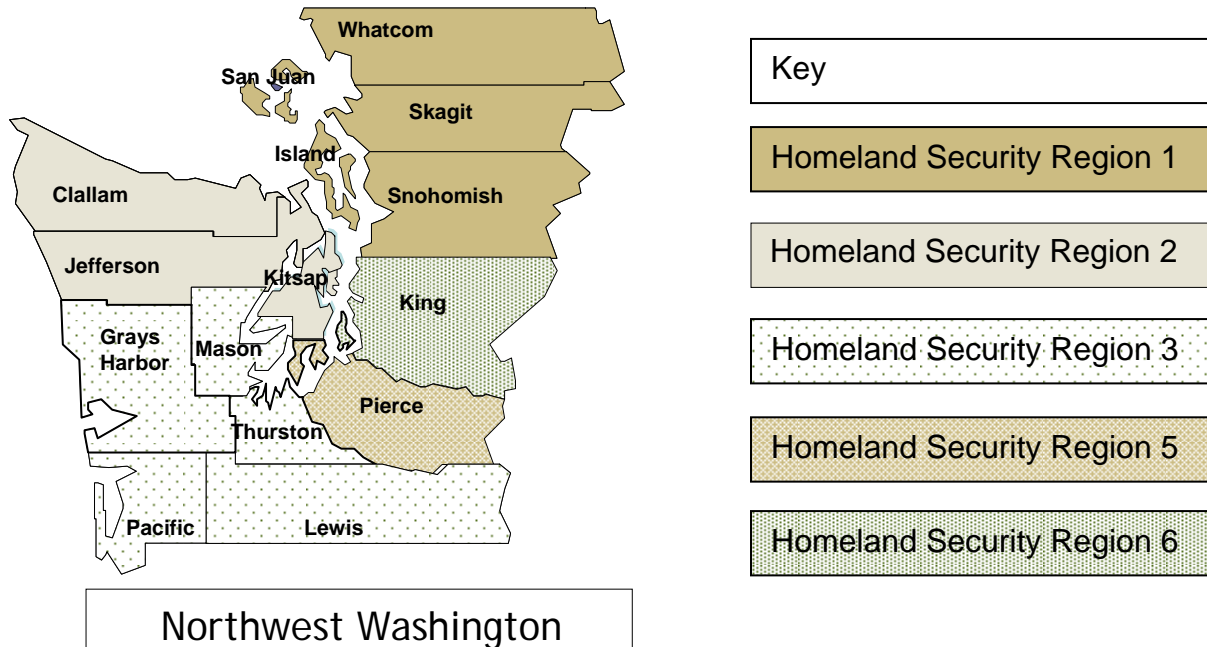 Whatcom
San Juan
Skagit
Island
Clallam
Snohomish
Jefferson
Kitsap
King
Grays
Harbor
Mason
Pierce
Thurston
Pacific
Lewis
Northwest Washington
Key
Homeland Security Region 1
Homeland Security Region 2
Homeland Security Region 3
Homeland Security Region 5
Homeland Security Region 6